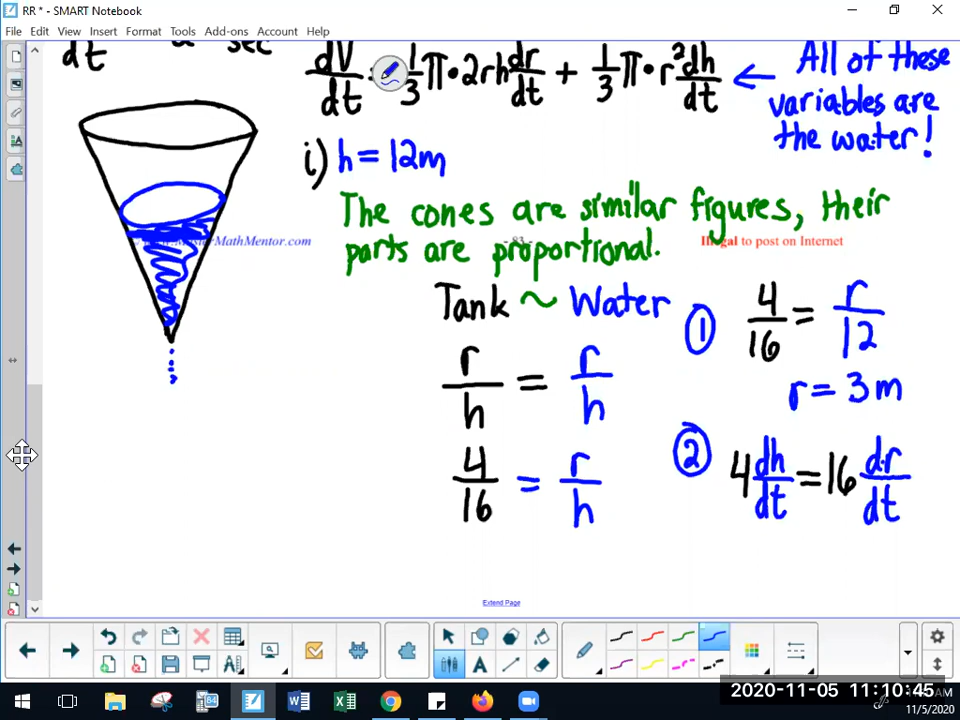 RR * - SMART Notebook
File Edit View Insert Format Tools Add-ons Account Help
dt sec
dV/dt = 1/3 π • 2rh dr/dt + 1/3 π • r² dh/dt ← All of these
variables are
the water!
i) h = 12m
The cones are similar figures, their
parts are proportional.
MathMentor.com
- 83 -
Illegal to post on Internet
Tank ~ Water
r/h = r/h
4/16 = r/h
① 4/16 = r/12
r = 3m
② 4 dh/dt = 16 dr/dt
Extend Page
2020-11-05 11:10:45
11/5/2020